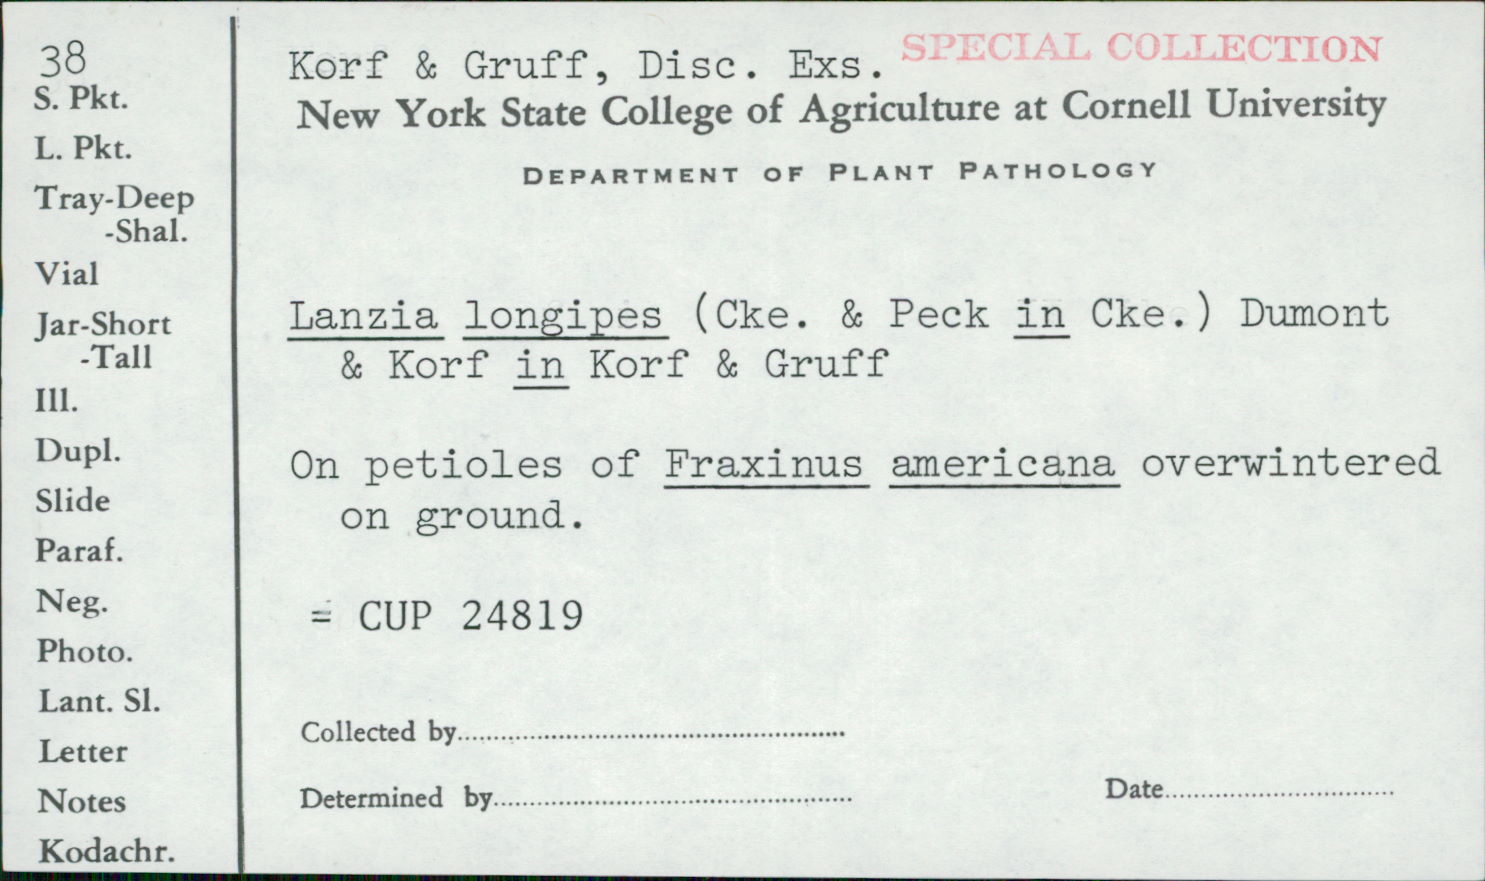 38
S. Pkt.
L. Pkt.
Tray-Deep
-Shal.
Vial
Jar-Short
-Tall
Ill.
Dupl.
Slide
Paraf.
Neg.
Photo.
Lant. Sl.
Letter
Notes
Kodachr.
Korf & Gruff, Disc. Exs. SPECIAL COLLECTION
New York State College of Agriculture at Cornell University
DEPARTMENT OF PLANT PATHOLOGY
Lanzia longipes (Cke. & Peck in Cke.) Dumont
& Korf in Korf & Gruff
On petioles of Fraxinus americana overwintered
on ground.
= CUP 24819
Collected by
Determined by Date